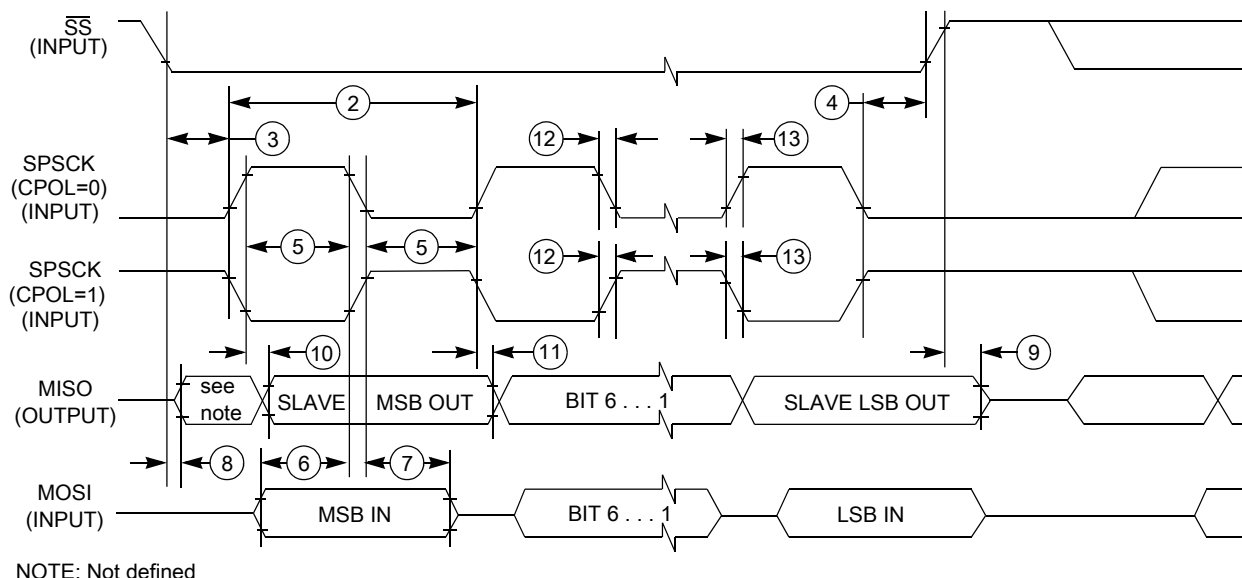 SS
(INPUT)
2
4
3
12
13
SPSCK
(CPOL=0)
(INPUT)
5
5
12
13
SPSCK
(CPOL=1)
(INPUT)
10
11
9
MISO
(OUTPUT)
see
note
SLAVE
MSB OUT
BIT 6 . . . 1
SLAVE LSB OUT
8
6
7
MOSI
(INPUT)
MSB IN
BIT 6 . . . 1
LSB IN
NOTE: Not defined